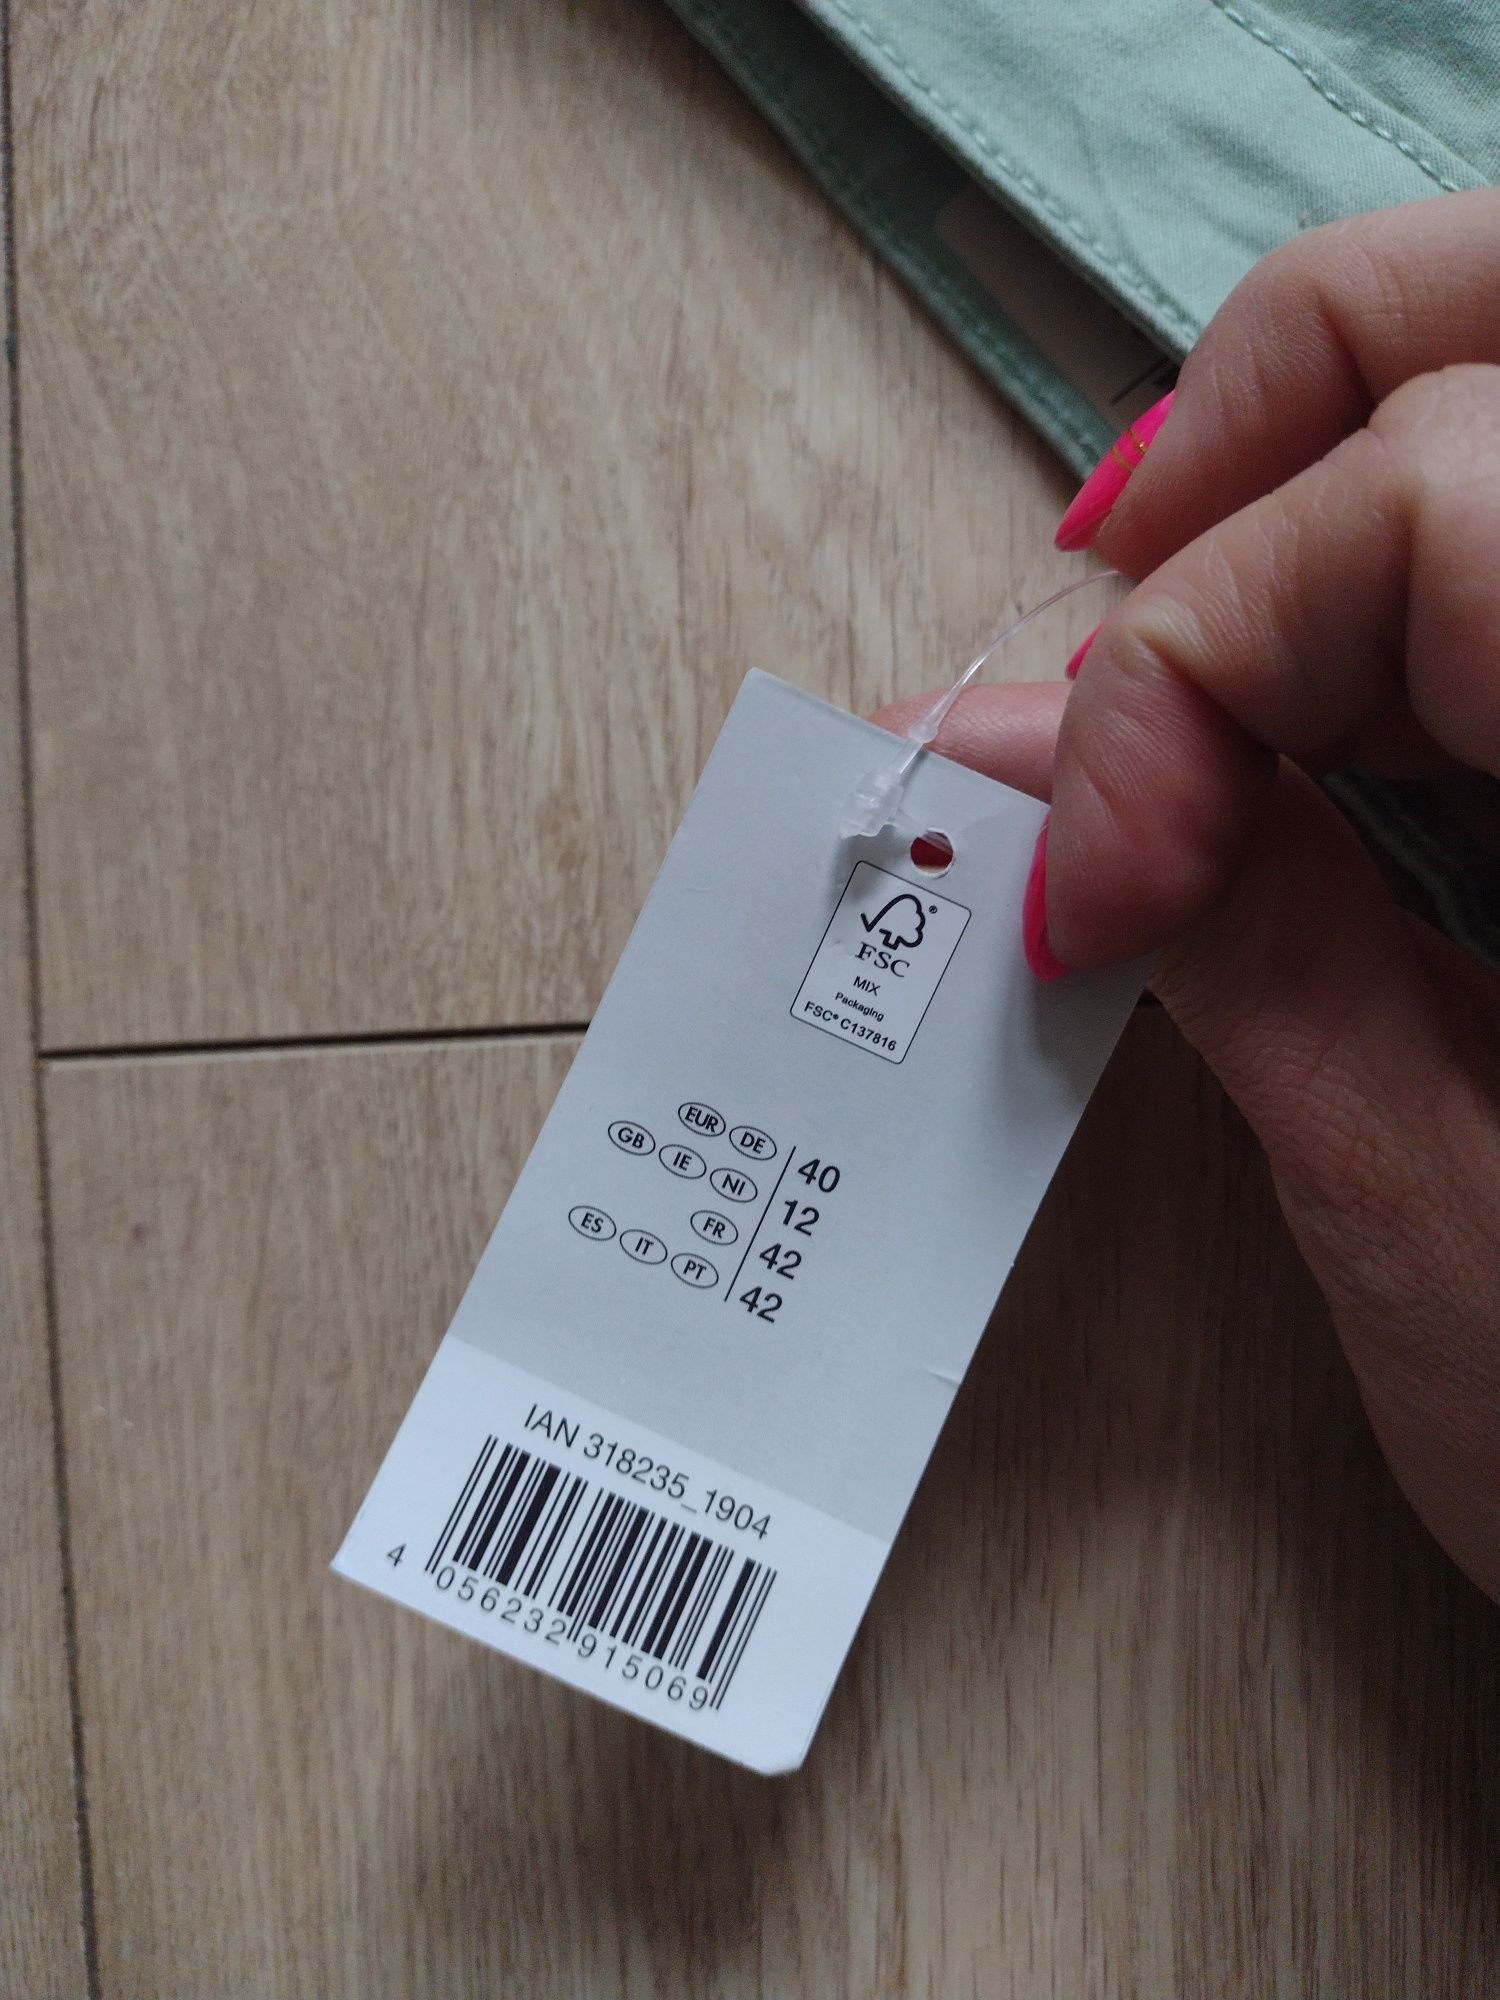 FSC®
MIX
Packaging
FSC® C137816
EUR DE 40
GB IE NI 12
FR 42
ES IT PT 42
IAN 318235_1904
4 056232 915069